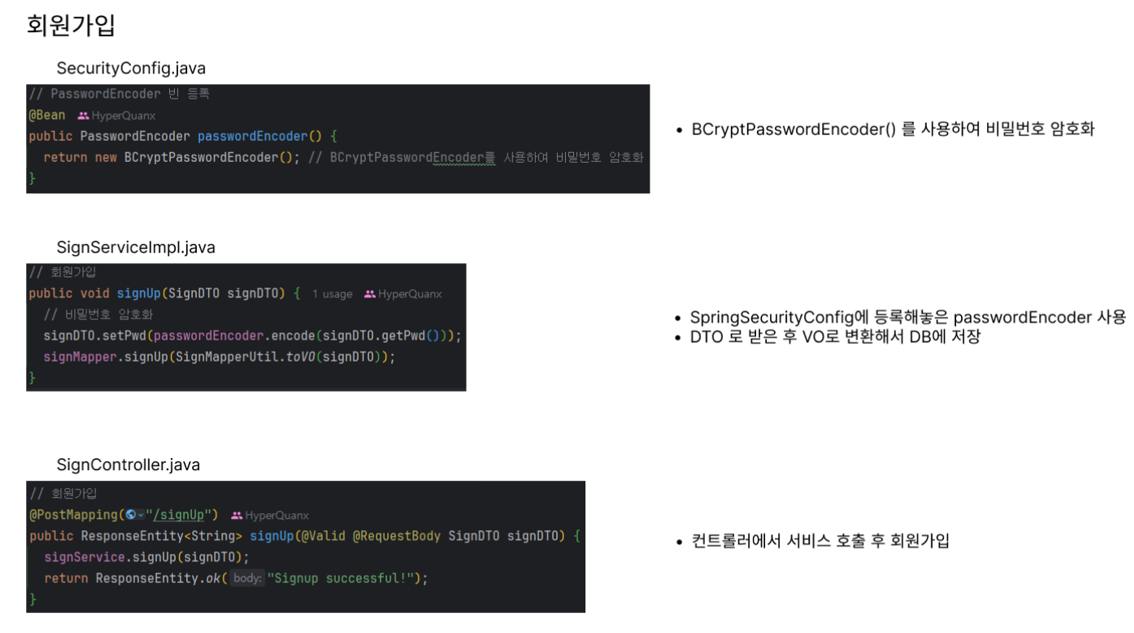 회원가입
SecurityConfig.java
// PasswordEncoder 빈 등록
@Bean HyperQuanx
public PasswordEncoder passwordEncoder() {
return new BCryptPasswordEncoder(); // BCryptPasswordEncoder를 사용하여 비밀번호 암호화
}
• BCryptPasswordEncoder() 를 사용하여 비밀번호 암호화
SignServiceImpl.java
// 회원가입
public void signUp(SignDTO signDTO) { 1 usage HyperQuanx
// 비밀번호 암호화
signDTO.setPwd(passwordEncoder.encode(signDTO.getPwd()));
signMapper.signUp(SignMapperUtil.toVO(signDTO));
}
• SpringSecurityConfig에 등록해놓은 passwordEncoder 사용
• DTO 로 받은 후 VO로 변환해서 DB에 저장
SignController.java
// 회원가입
@PostMapping("/signUp") HyperQuanx
public ResponseEntity<String> signUp(@Valid @RequestBody SignDTO signDTO) {
signService.signUp(signDTO);
return ResponseEntity.ok( body: "Signup successful!");
}
• 컨트롤러에서 서비스 호출 후 회원가입